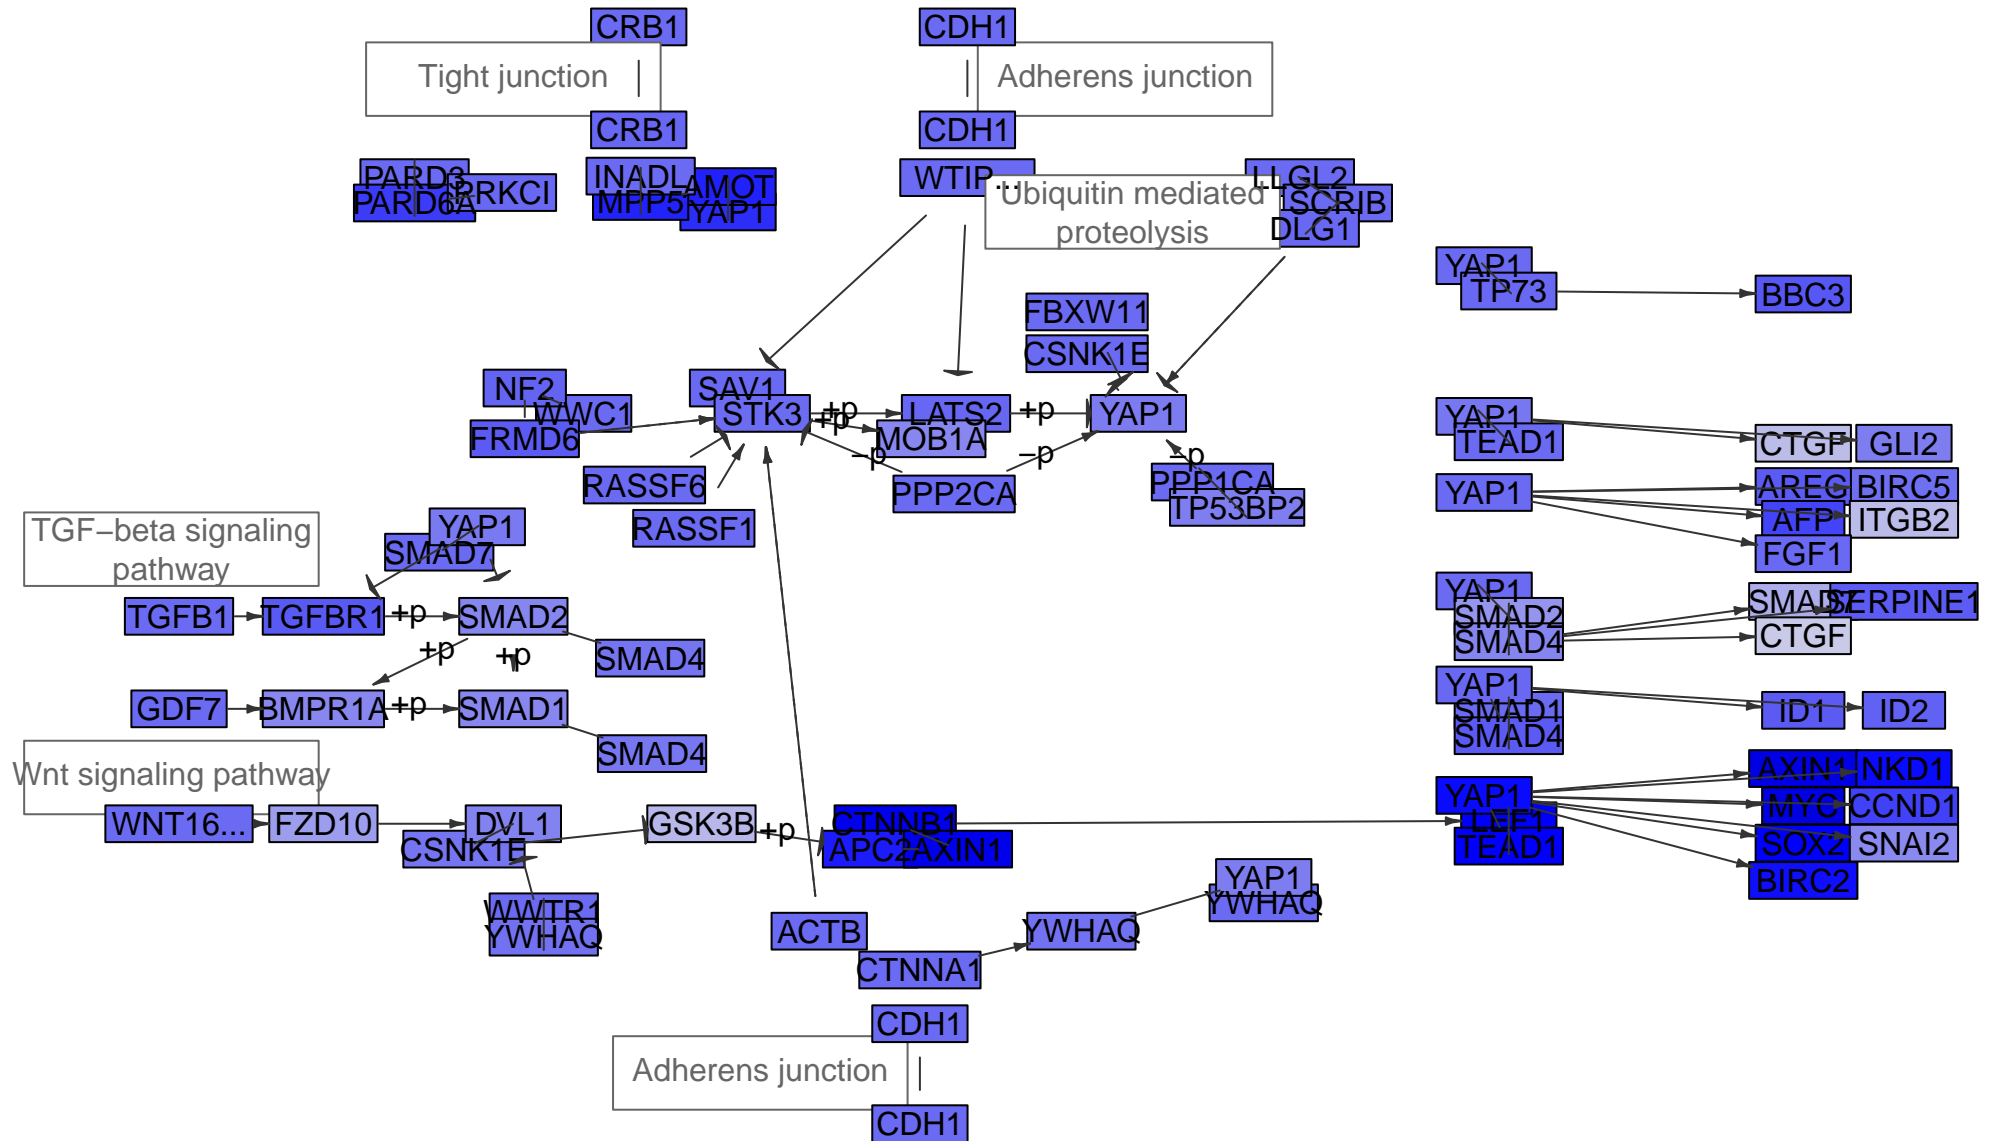 CRB1
CDH1
Tight junction
Adherens junction
CRB1
CDH1
PARD3
PRKCI
PARD6A
INADL
AMOT
MPP5
YAP1
WTIP...
LLGL2
SCRIB
DLG1
Ubiquitin mediated
proteolysis
YAP1
TP73
BBC3
FBXW11
CSNK1E
NF2
WWC1
FRMD6
SAV1
STK3
+p
+p
LATS2
MOB1A
+p
YAP1
−p
−p
−p
RASSF6
RASSF1
PPP2CA
PPP1CA
TP53BP2
YAP1
TEAD1
CTGF
GLI2
YAP1
AREG
BIRC5
AFP
ITGB2
FGF1
TGF−beta signaling
pathway
YAP1
SMAD7
TGFB1
TGFBR1
+p
SMAD2
+p
+p
SMAD4
GDF7
BMPR1A
+p
SMAD1
SMAD4
YAP1
SMAD2
SMAD4
SMAD7
SERPINE1
CTGF
YAP1
SMAD1
SMAD4
ID1
ID2
Wnt signaling pathway
WNT16...
FZD10
DVL1
CSNK1E
GSK3B
+p
CTNNB1
APC2
AXIN1
YAP1
LEF1
TEAD1
AXIN1
NKD1
MYC
CCND1
SOX2
SNAI2
BIRC2
WWTR1
YWHAQ
ACTB
CTNNA1
YWHAQ
YAP1
YWHAQ
CDH1
Adherens junction
CDH1